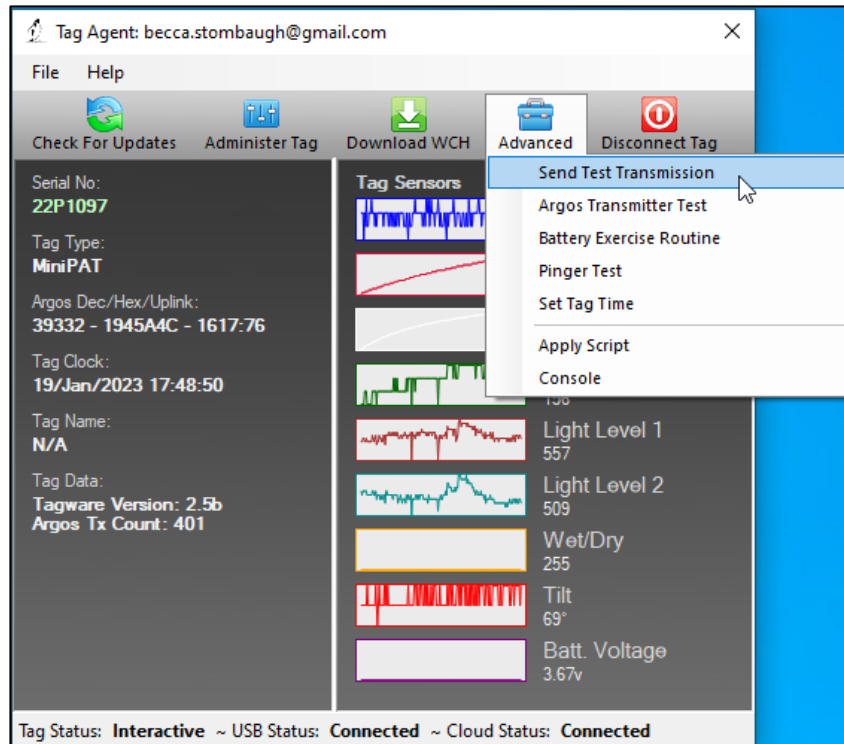 Tag Agent: becca.stombaugh@gmail.com
File Help
Check For Updates Administer Tag Download WCH Advanced Disconnect Tag
Send Test Transmission
Argos Transmitter Test
Battery Exercise Routine
Pinger Test
Set Tag Time
Apply Script
Console
Serial No:
22P1097
Tag Type:
MiniPAT
Argos Dec/Hex/Uplink:
39332 - 1945A4C - 1617:76
Tag Clock:
19/Jan/2023 17:48:50
Tag Name:
N/A
Tag Data:
Tagware Version: 2.5b
Argos Tx Count: 401
Tag Sensors
Light Level 1
557
Light Level 2
509
Wet/Dry
255
Tilt
69°
Batt. Voltage
3.67v
Tag Status: Interactive ~ USB Status: Connected ~ Cloud Status: Connected